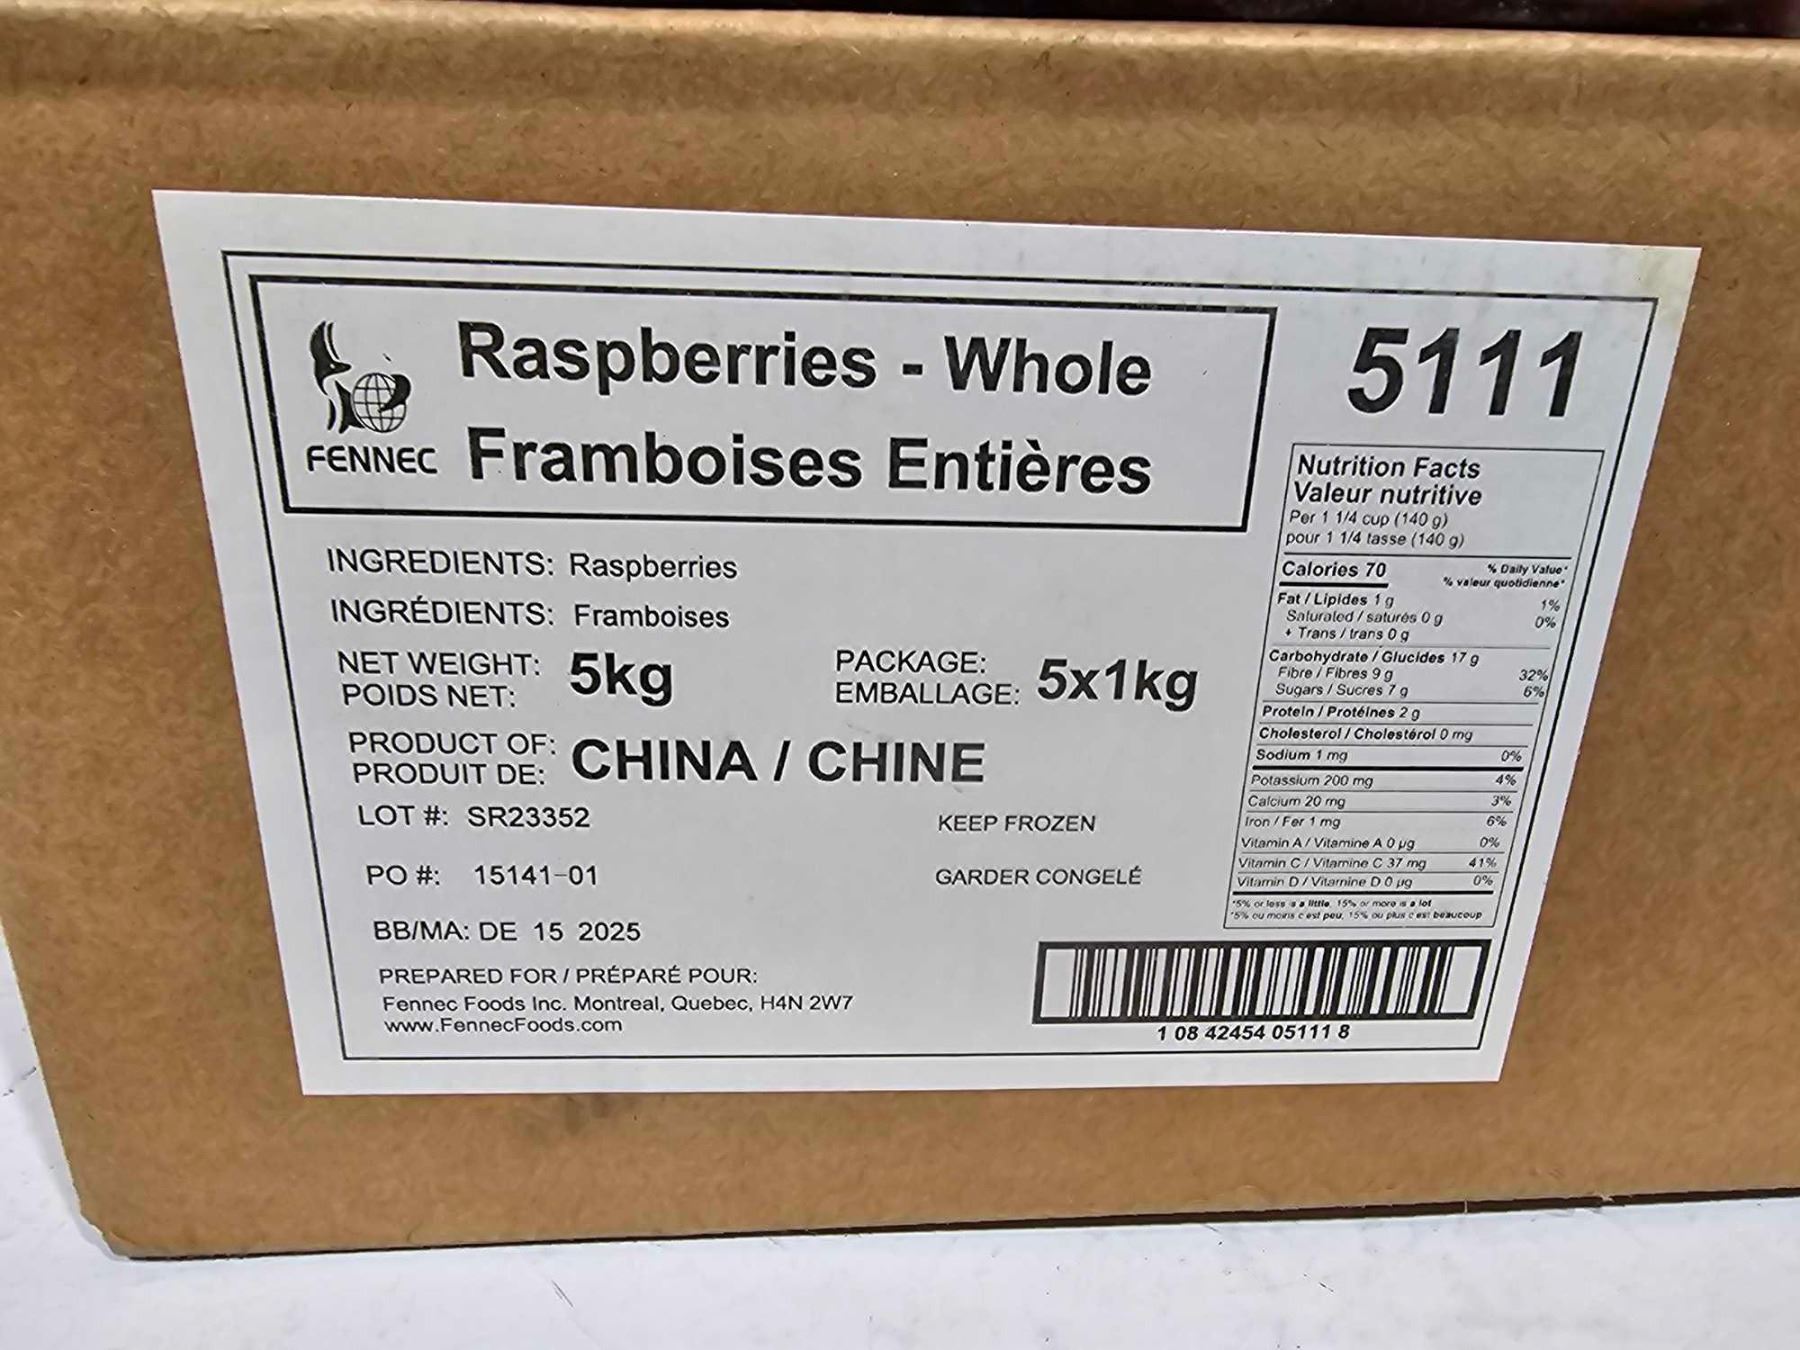 Raspberries - Whole
Framboises Entières
FENNEC
5111
INGREDIENTS: Raspberries
INGRÉDIENTS: Framboises
NET WEIGHT: 5kg
POIDS NET:
PACKAGE: 5x1kg
EMBALLAGE:
PRODUCT OF: CHINA / CHINE
PRODUIT DE:
LOT #: SR23352
KEEP FROZEN
PO #: 15141-01
GARDER CONGELÉ
BB/MA: DE 15 2025
PREPARED FOR / PRÉPARÉ POUR:
Fennec Foods Inc. Montreal, Quebec, H4N 2W7
www.FennecFoods.com
Nutrition Facts
Valeur nutritive
Per 1 1/4 cup (140 g)
pour 1 1/4 tasse (140 g)
Calories 70
% Daily Value*
% valeur quotidienne*
Fat / Lipides 1 g 1%
Saturated / saturés 0 g 0%
+ Trans / trans 0 g
Carbohydrate / Glucides 17 g
Fibre / Fibres 9 g 32%
Sugars / Sucres 7 g 6%
Protein / Protéines 2 g
Cholesterol / Cholestérol 0 mg
Sodium 1 mg 0%
Potassium 200 mg 4%
Calcium 20 mg 3%
Iron / Fer 1 mg 6%
Vitamin A / Vitamine A 0 µg 0%
Vitamin C / Vitamine C 37 mg 41%
Vitamin D / Vitamine D 0 µg 0%
*5% or less is a little, 15% or more is a lot
*5% ou moins c'est peu, 15% ou plus c'est beaucoup
1 08 42454 05111 8